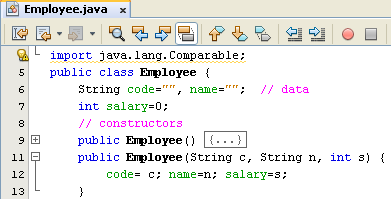 Employee.java
import java.lang.Comparable;
5 public class Employee {
6 String code="", name=""; // data
7 int salary=0;
8 // constructors
9 public Employee() {...}
11 public Employee(String c, String n, int s) {
12 code= c; name=n; salary=s;
13 }